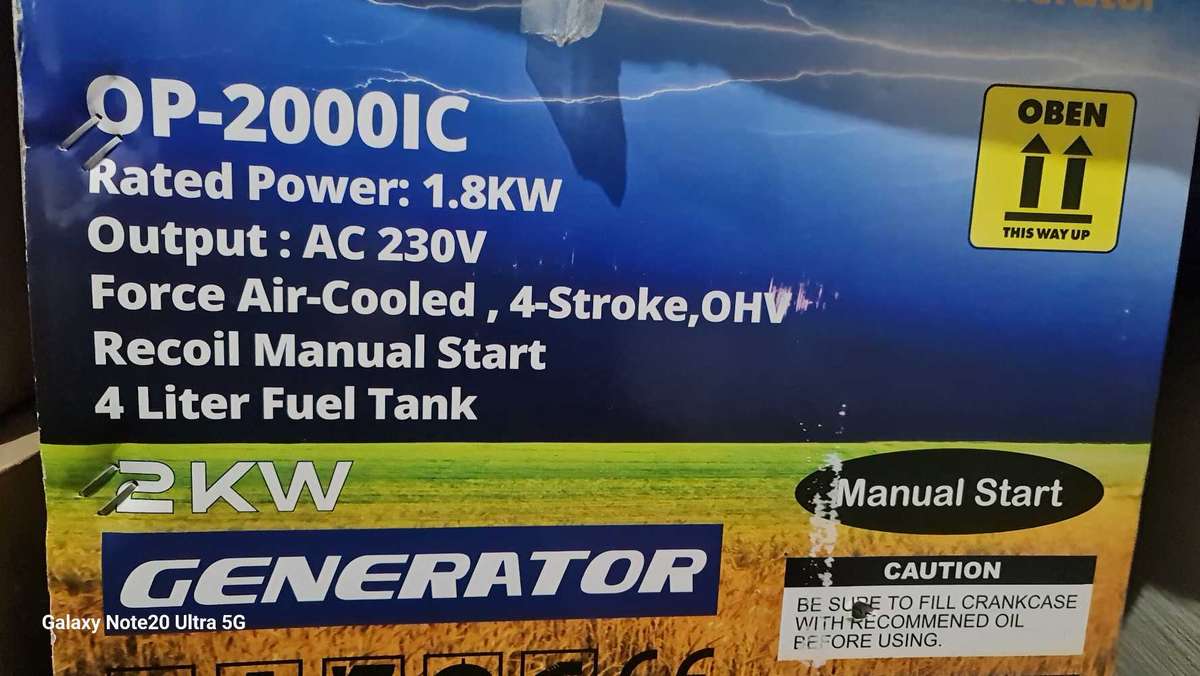 OP-2000IC
Rated Power: 1.8KW
Output : AC 230V
Force Air-Cooled , 4-Stroke,OHV
Recoil Manual Start
4 Liter Fuel Tank
OBEN
THIS WAY UP
2KW
GENERATOR
Manual Start
CAUTION
BE SURE TO FILL CRANKCASE
WITH RECOMMENED OIL
BEFORE USING.
Galaxy Note20 Ultra 5G